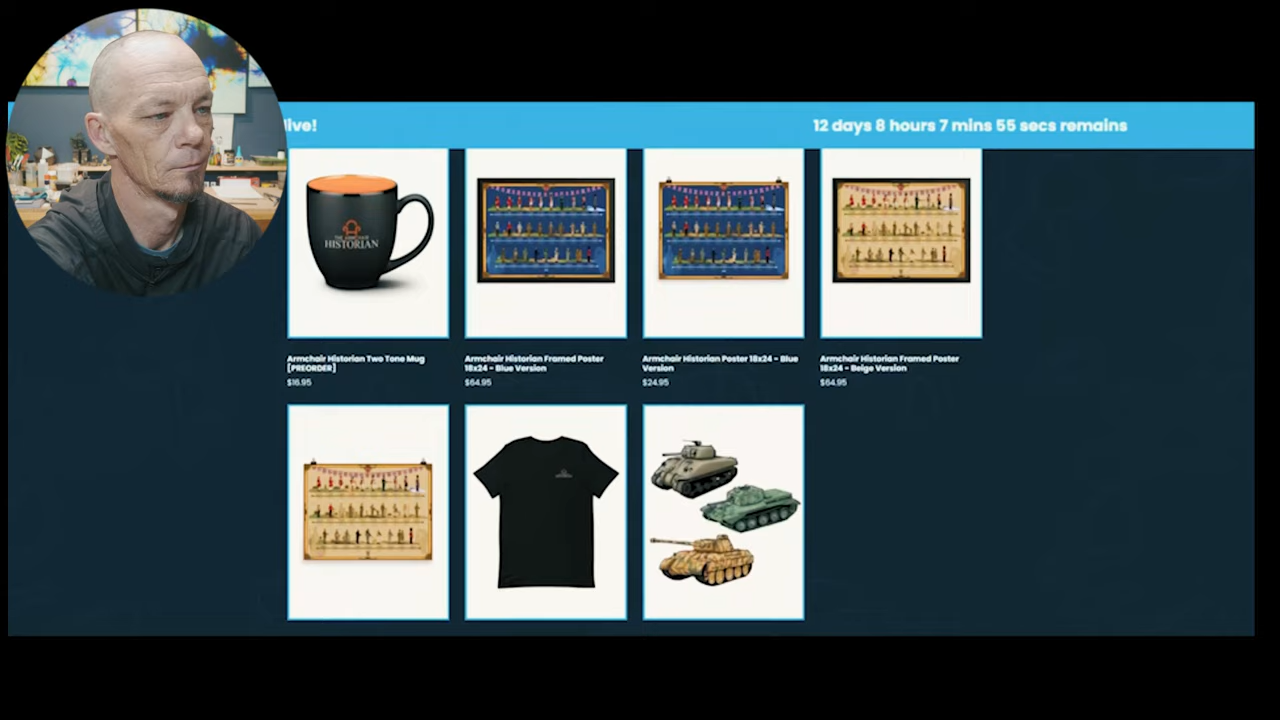 live!
12 days 8 hours 7 mins 55 secs remains
THE ARMCHAIR
HISTORIAN
Armchair Historian Two Tone Mug
[PREORDER]
$16.95
Armchair Historian Framed Poster
18x24 - Blue Version
$64.95
Armchair Historian Poster 18x24 - Blue
Version
$24.95
Armchair Historian Framed Poster
18x24 - Beige Version
$64.95